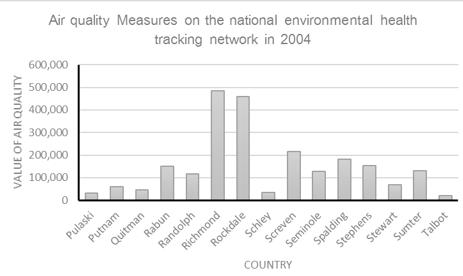 Air quality Measures on the national environmental health
tracking network in 2004
VALUE OF AIR QUALITY
600,000
500,000
400,000
300,000
200,000
100,000
0
Pulaski
Putnam
Quitman
Rabun
Randolph
Richmond
Rockdale
Schley
Screven
Seminole
Spalding
Stephens
Stewart
Sumter
Talbot
COUNTRY